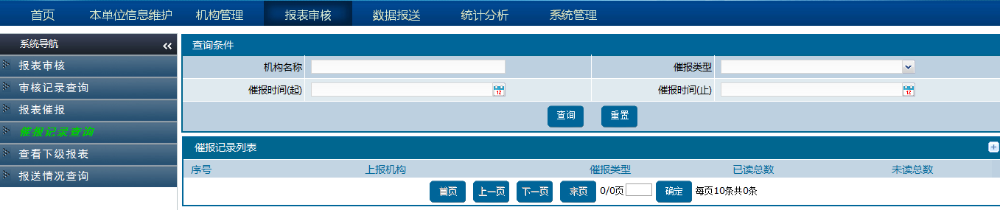 首页 本单位信息维护 机构管理 报表审核 数据报送 统计分析 系统管理
系统导航
报表审核
审核记录查询
报表催报
催报记录查询
查看下级报表
报送情况查询
查询条件
机构名称 催报类型
催报时间(起) 12 催报时间(止) 12
查询 重置
催报记录列表
序号 上报机构 催报类型 已读总数 未读总数
首页 上一页 下一页 末页 0/0页 确定 每页10条共0条